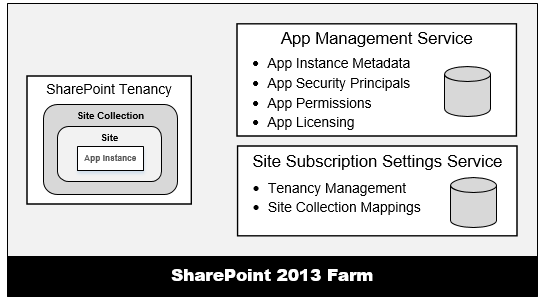 SharePoint Tenancy
Site Collection
Site
App Instance
App Management Service
• App Instance Metadata
• App Security Principals
• App Permissions
• App Licensing
Site Subscription Settings Service
• Tenancy Management
• Site Collection Mappings
SharePoint 2013 Farm